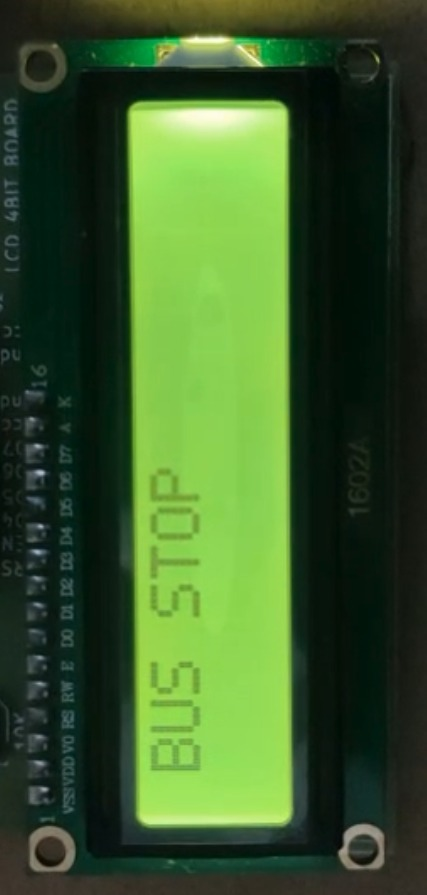 BUS STOP
LCD 4BIT BOARD
16
1
VSS VDD VO RS RW E D0 D1 D2 D3 D4 D5 D6 D7 A K
1602A
10K